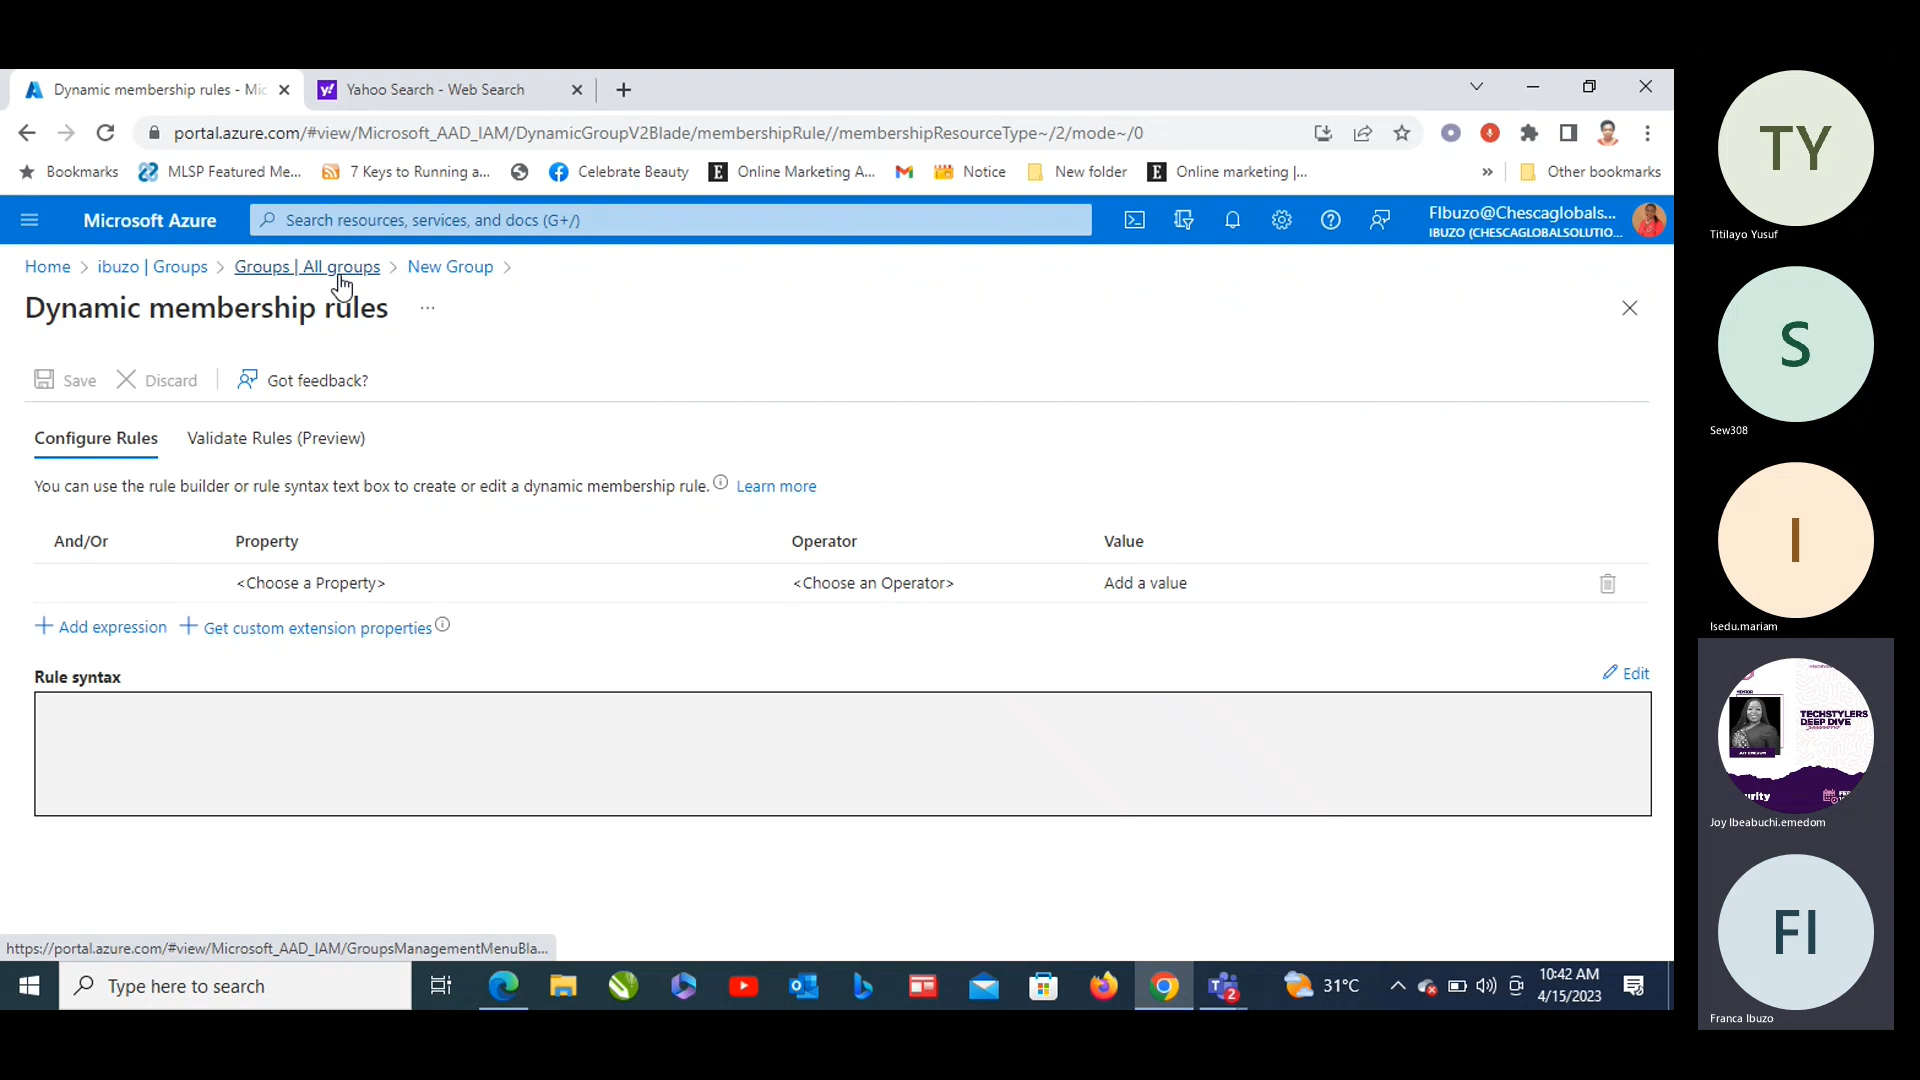 Dynamic membership rules - Mic
Yahoo Search - Web Search
portal.azure.com/#view/Microsoft_AAD_IAM/DynamicGroupV2Blade/membershipRule//membershipResourceType~/2/mode~/0
Bookmarks
MLSP Featured Me...
7 Keys to Running a...
Celebrate Beauty
Online Marketing A...
Notice
New folder
Online marketing |...
»
Other bookmarks
Microsoft Azure
Search resources, services, and docs (G+/)
FIbuzo@Chescaglobals...
IBUZO (CHESCAGLOBALSOLUTIO...
Home > ibuzo | Groups > Groups | All groups > New Group >
Dynamic membership rules ...
Save
Discard
Got feedback?
Configure Rules
Validate Rules (Preview)
You can use the rule builder or rule syntax text box to create or edit a dynamic membership rule. Learn more
And/Or Property Operator Value
<Choose a Property> <Choose an Operator> Add a value
Add expression
Get custom extension properties
Rule syntax
Edit
https://portal.azure.com/#view/Microsoft_AAD_IAM/GroupsManagementMenuBla...
Type here to search
2
31°C
10:42 AM
4/15/2023
TY
Titilayo Yusuf
S
Sew308
I
Isedu.mariam
MENTOR
TECHSTYLERS
DEEP DIVE
JOY EMEDOM
urity
FE
Joy Ibeabuchi.emedom
FI
Franca Ibuzo